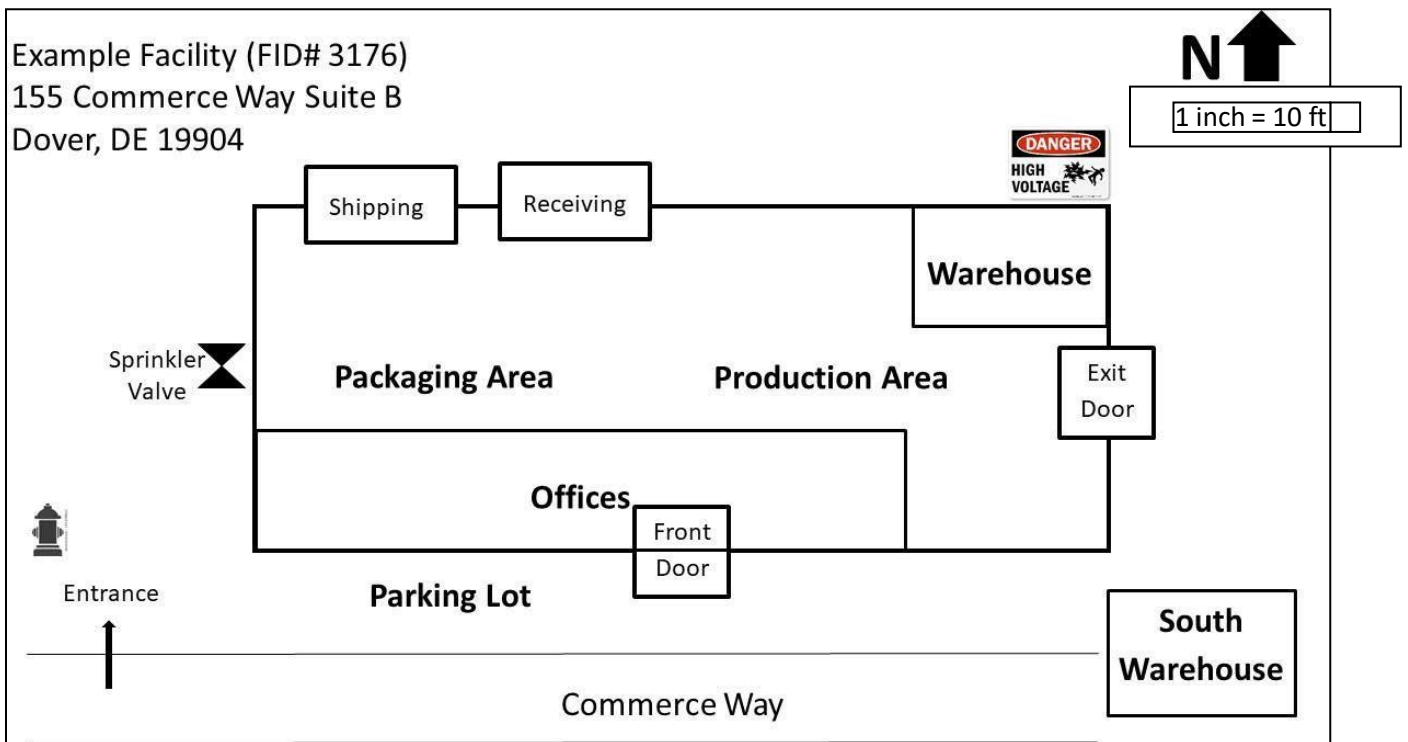 Example Facility (FID# 3176)
155 Commerce Way Suite B
Dover, DE 19904
N
1 inch = 10 ft
DANGER
HIGH
VOLTAGE
Shipping
Receiving
Warehouse
Sprinkler
Valve
Packaging Area
Production Area
Exit
Door
Offices
Front
Door
Entrance
Parking Lot
South
Warehouse
Commerce Way